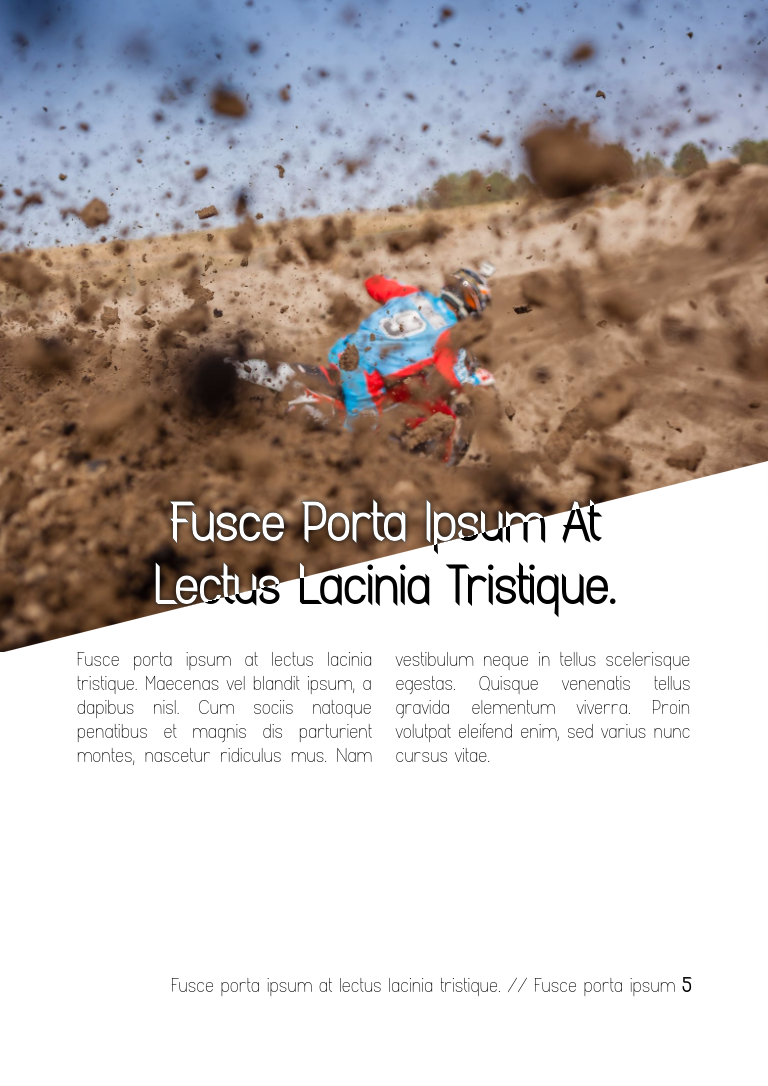 Fusce Porta Ipsum At
Lectus Lacinia Tristique.
Fusce porta ipsum at lectus lacinia
tristique. Maecenas vel blandit ipsum, a
dapibus nisl. Cum sociis natoque
penatibus et magnis dis parturient
montes, nascetur ridiculus mus. Nam
vestibulum neque in tellus scelerisque
egestas. Quisque venenatis tellus
gravida elementum viverra. Proin
volutpat eleifend enim, sed varius nunc
cursus vitae.
Fusce porta ipsum at lectus lacinia tristique. // Fusce porta ipsum 5